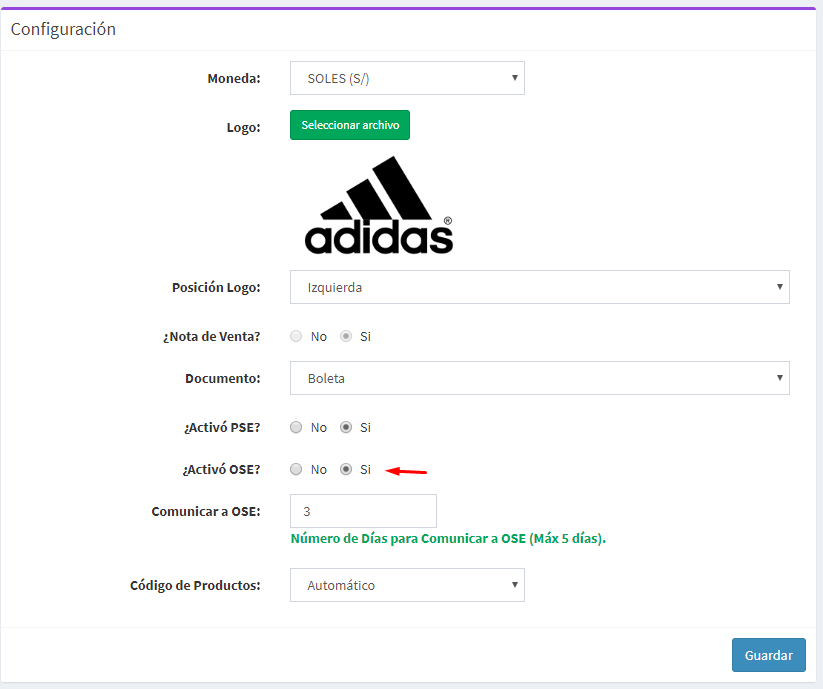 Configuración
Moneda: SOLES (S/)
Logo: Seleccionar archivo
adidas®
Posición Logo: Izquierda
¿Nota de Venta? No Si
Documento: Boleta
¿Activó PSE? No Si
¿Activó OSE? No Si
Comunicar a OSE: 3
Número de Días para Comunicar a OSE (Máx 5 días).
Código de Productos: Automático
Guardar